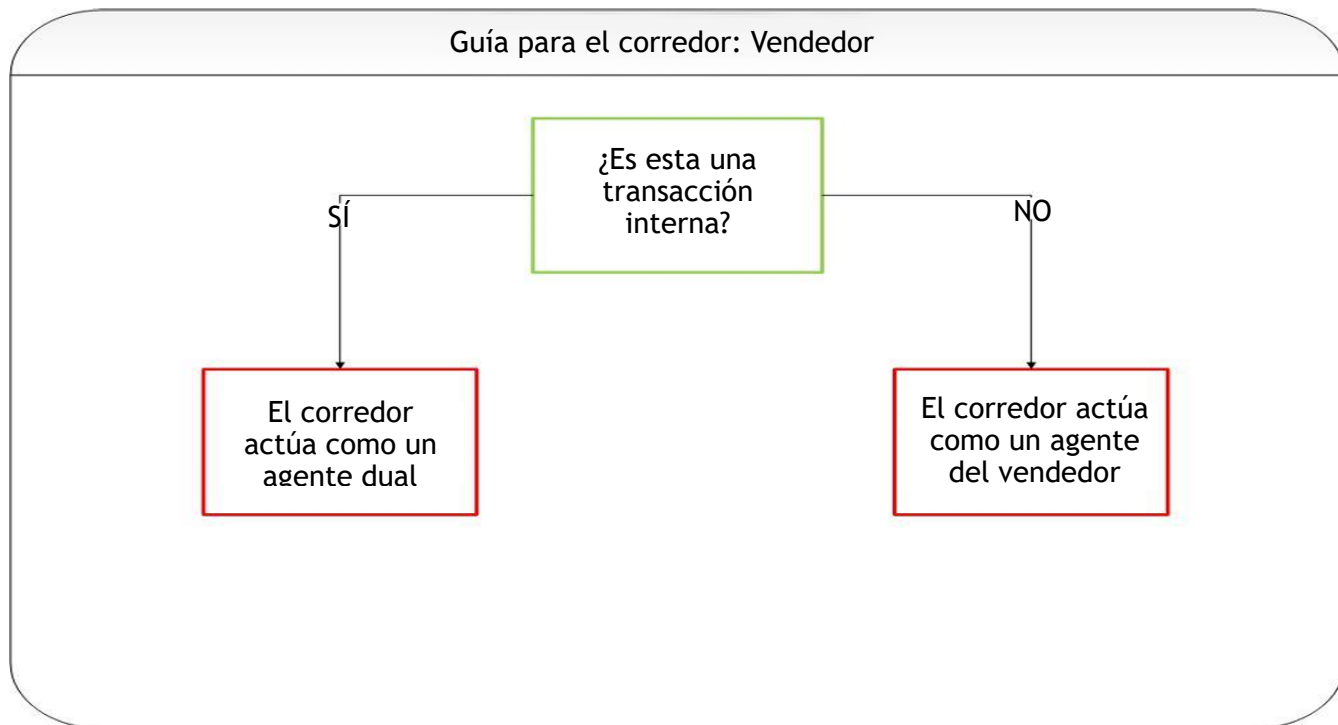 Guía para el corredor: Vendedor
¿Es esta una
transacción
interna?
SÍ
NO
El corredor
actúa como un
agente dual
El corredor actúa
como un agente
del vendedor